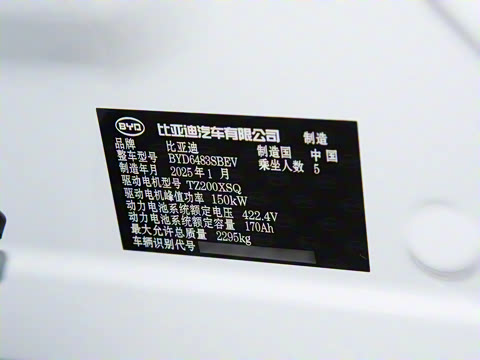 BYD 比亚迪汽车有限公司 制造
品牌 比亚迪 制造国 中国
整车型号 BYD6483SBEV 乘坐人数 5
制造年月 2025年1月
驱动电机型号 TZ200XSQ
驱动电机峰值功率 150kW
动力电池系统额定电压 422.4V
动力电池系统额定容量 170Ah
最大允许总质量 2295kg
车辆识别代号